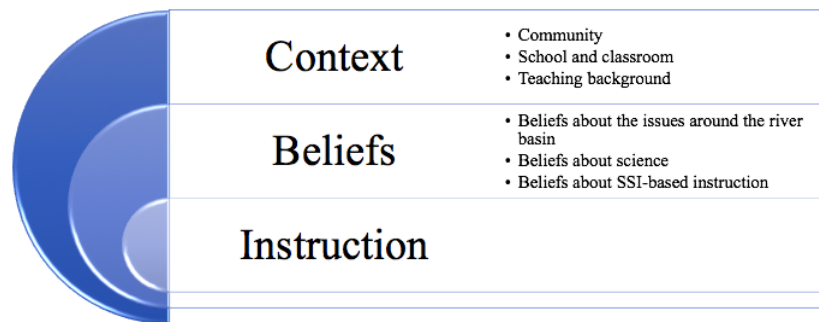 Context
• Community
• School and classroom
• Teaching background
Beliefs
• Beliefs about the issues around the river
basin
• Beliefs about science
• Beliefs about SSI-based instruction
Instruction